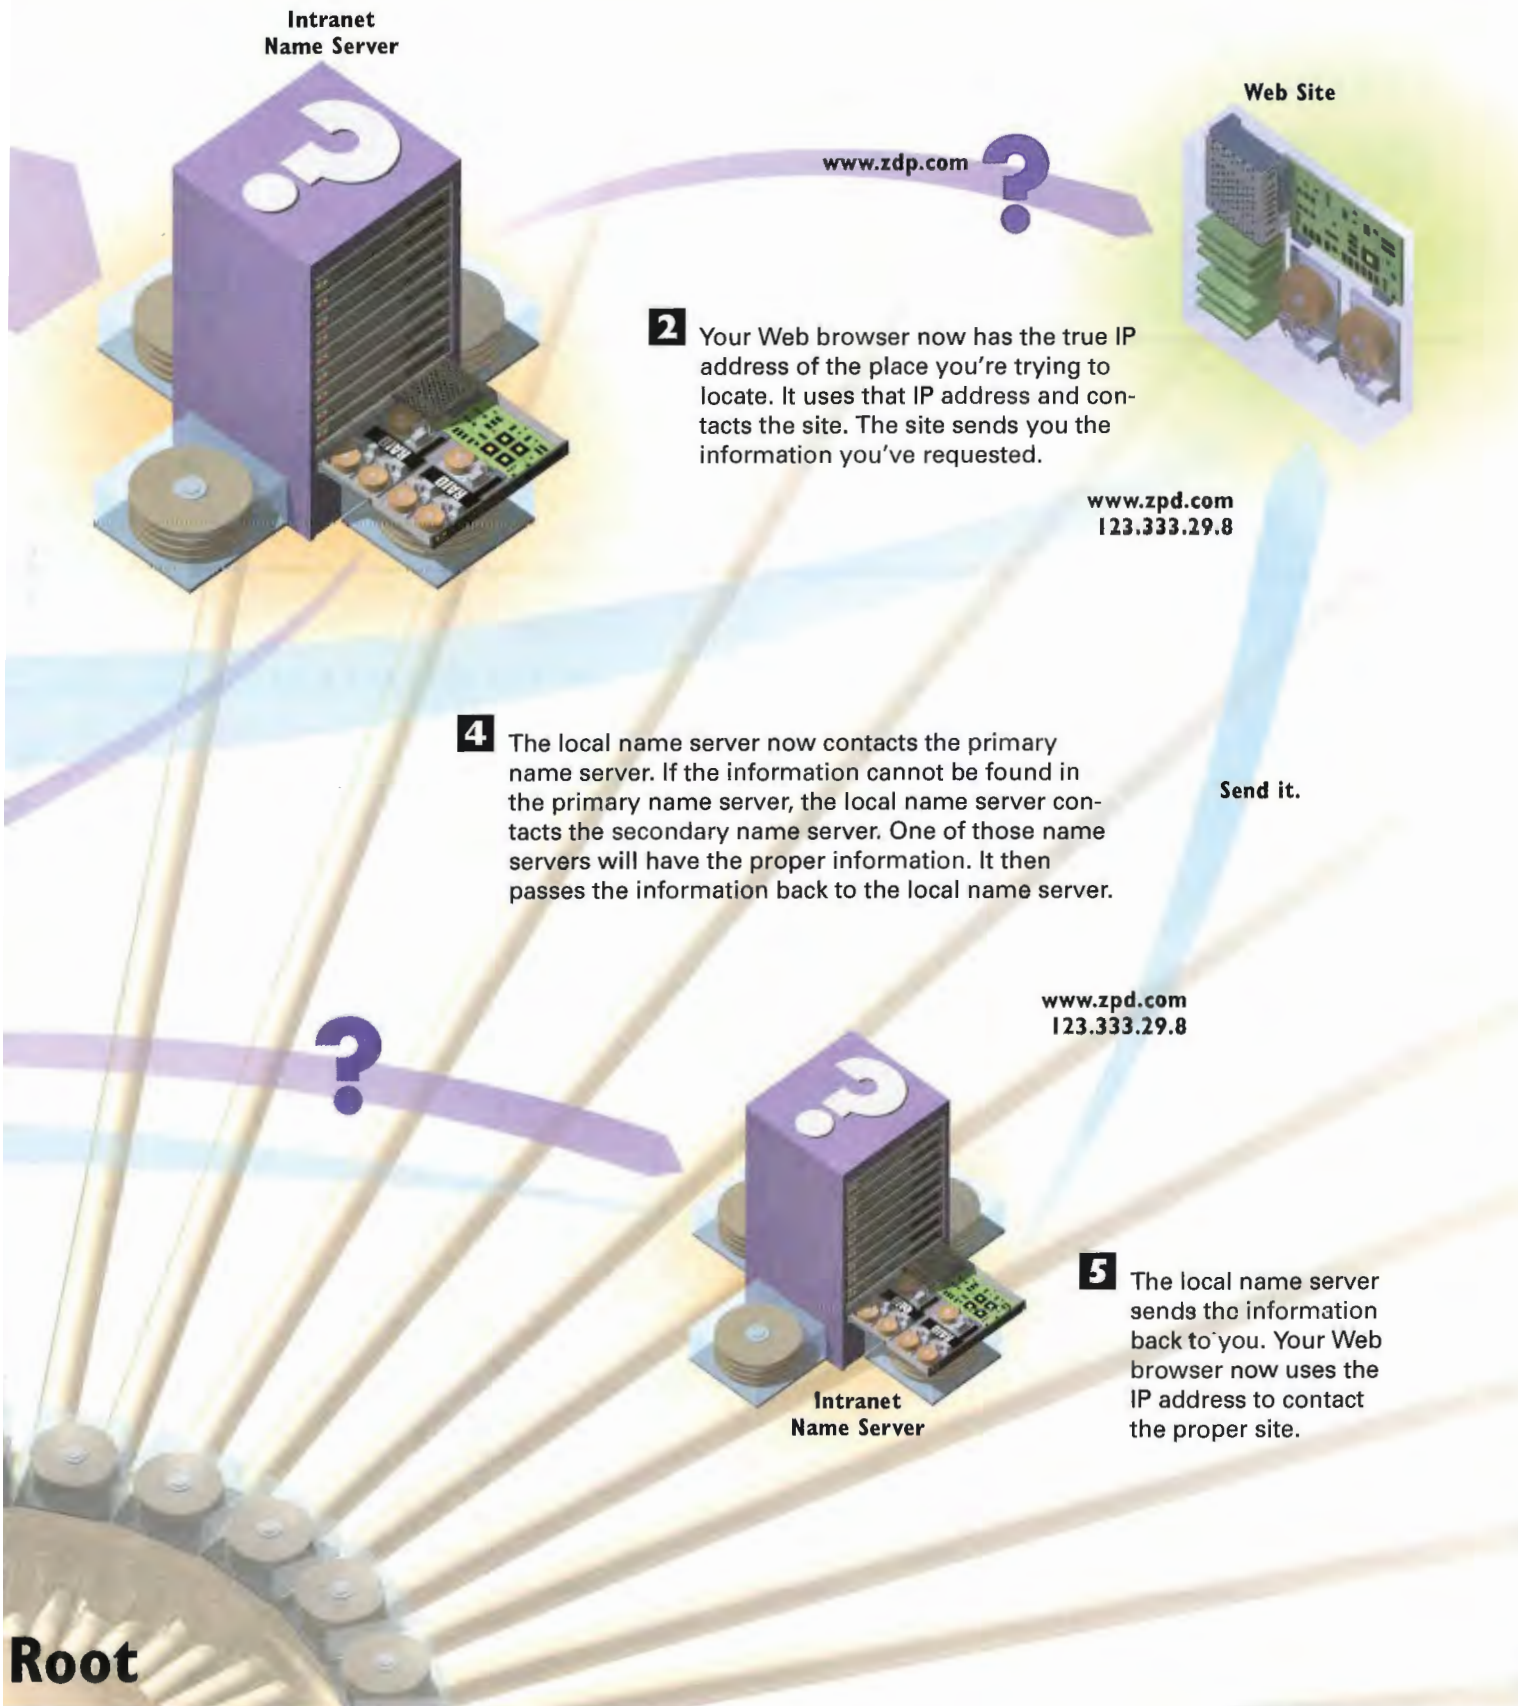 Intranet
Name Server
Web Site
www.zdp.com
2 Your Web browser now has the true IP
address of the place you're trying to
locate. It uses that IP address and con-
tacts the site. The site sends you the
information you've requested.
www.zpd.com
123.333.29.8
4 The local name server now contacts the primary
name server. If the information cannot be found in
the primary name server, the local name server con-
tacts the secondary name server. One of those name
servers will have the proper information. It then
passes the information back to the local name server.
Send it.
www.zpd.com
123.333.29.8
?
?
?
?
RAID
RAID
RAID
RAID
5 The local name server
sends the information
back to you. Your Web
browser now uses the
IP address to contact
the proper site.
Intranet
Name Server
Root